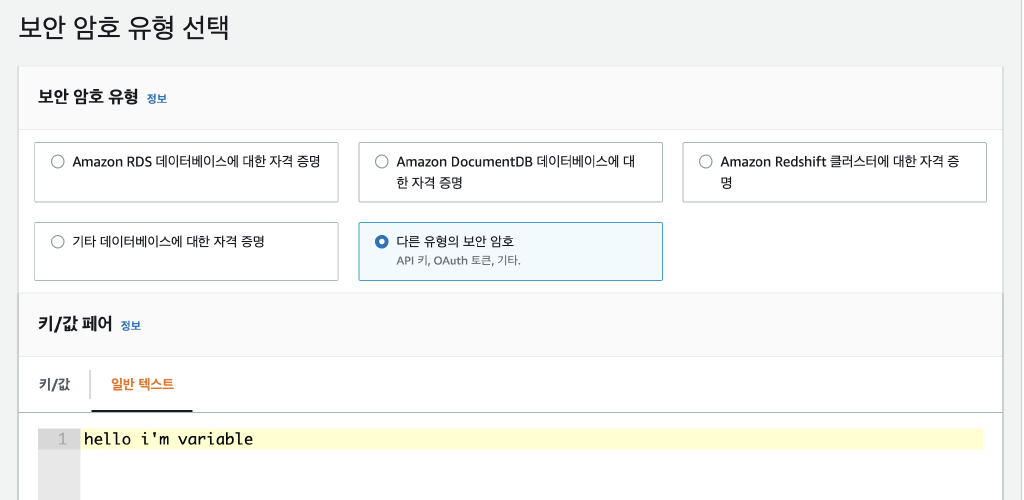 보안 암호 유형 선택
보안 암호 유형 정보
Amazon RDS 데이터베이스에 대한 자격 증명
Amazon DocumentDB 데이터베이스에 대
한 자격 증명
Amazon Redshift 클러스터에 대한 자격 증
명
기타 데이터베이스에 대한 자격 증명
다른 유형의 보안 암호
API 키, OAuth 토큰, 기타.
키/값 페어 정보
키/값 일반 텍스트
1 hello i'm variable